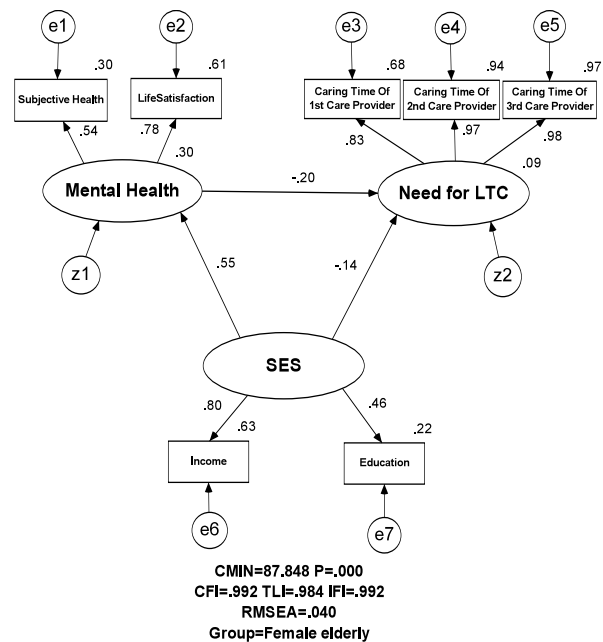 e1
e2
e3
e4
e5
.30
.61
.68
.94
.97
Subjective Health
LifeSatisfaction
Caring Time Of
1st Care Provider
Caring Time Of
2nd Care Provider
Caring Time Of
3rd Care Provider
.54
.78
.30
.83
.97
.98
.09
Mental Health
-.20
Need for LTC
z1
z2
.55
-.14
SES
.80
.63
.46
.22
Income
Education
e6
e7
CMIN=87.848 P=.000
CFI=.992 TLI=.984 IFI=.992
RMSEA=.040
Group=Female elderly